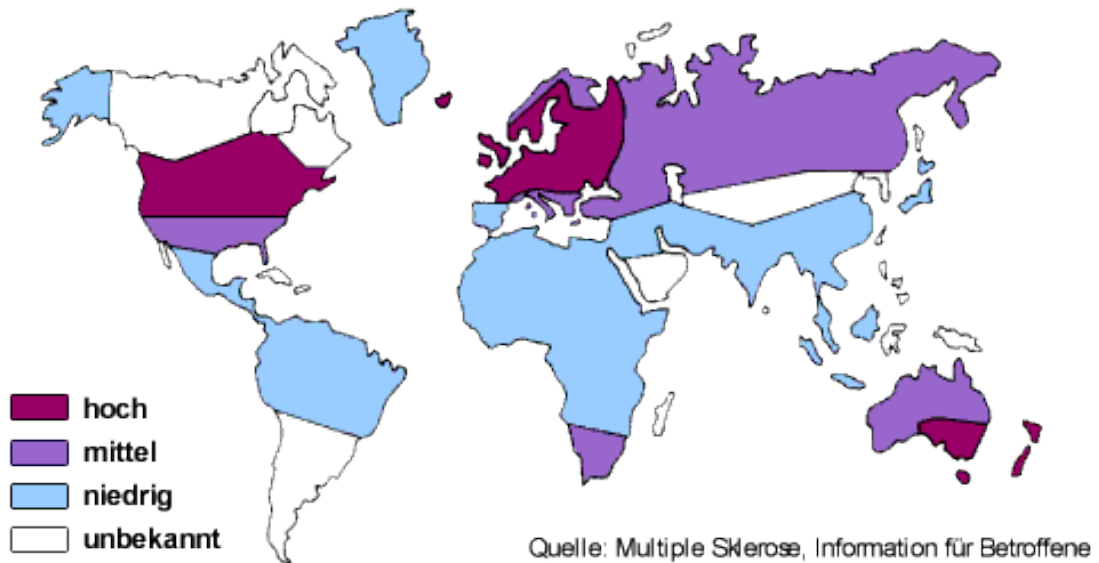 hoch
mittel
niedrig
unbekannt
Quelle: Multiple Sklerose, Information für Betroffene